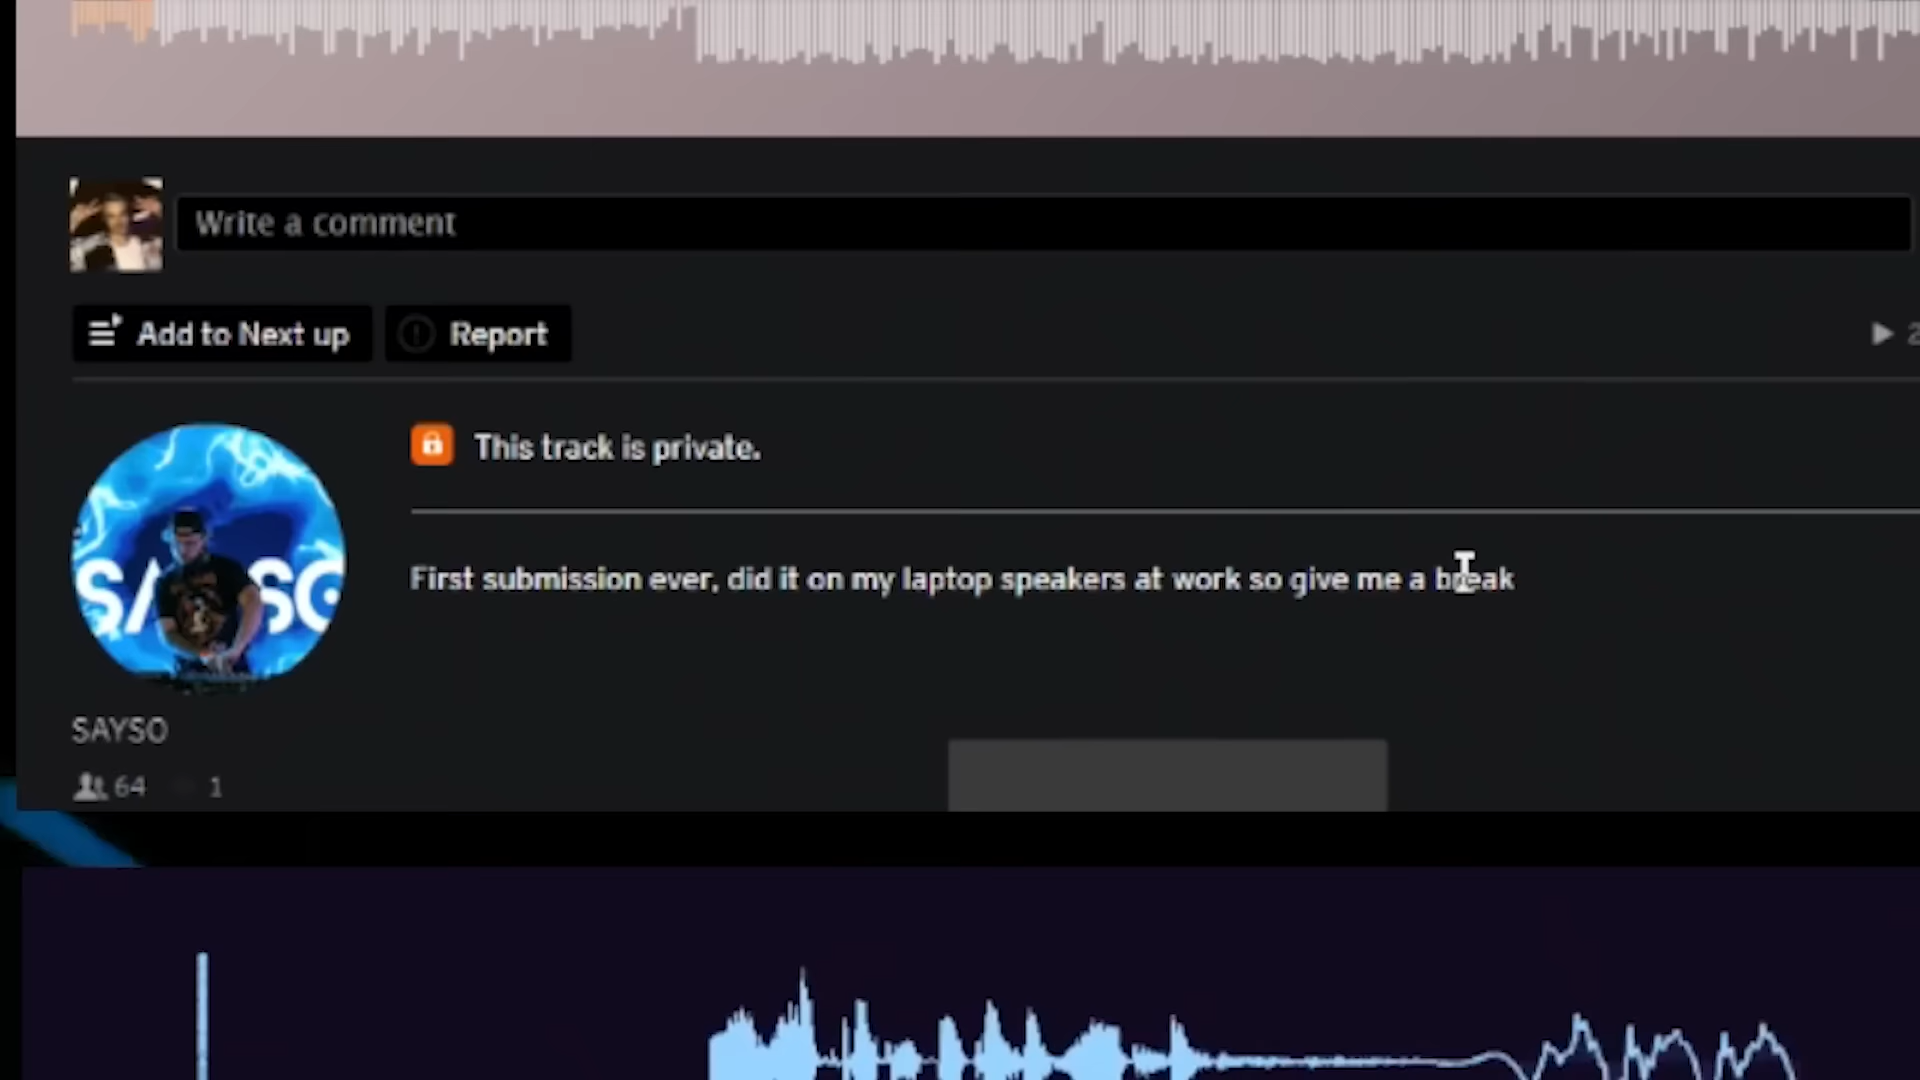 Write a comment
Add to Next up
Report
2
This track is private.
First submission ever, did it on my laptop speakers at work so give me a break
SAYSO
64
1